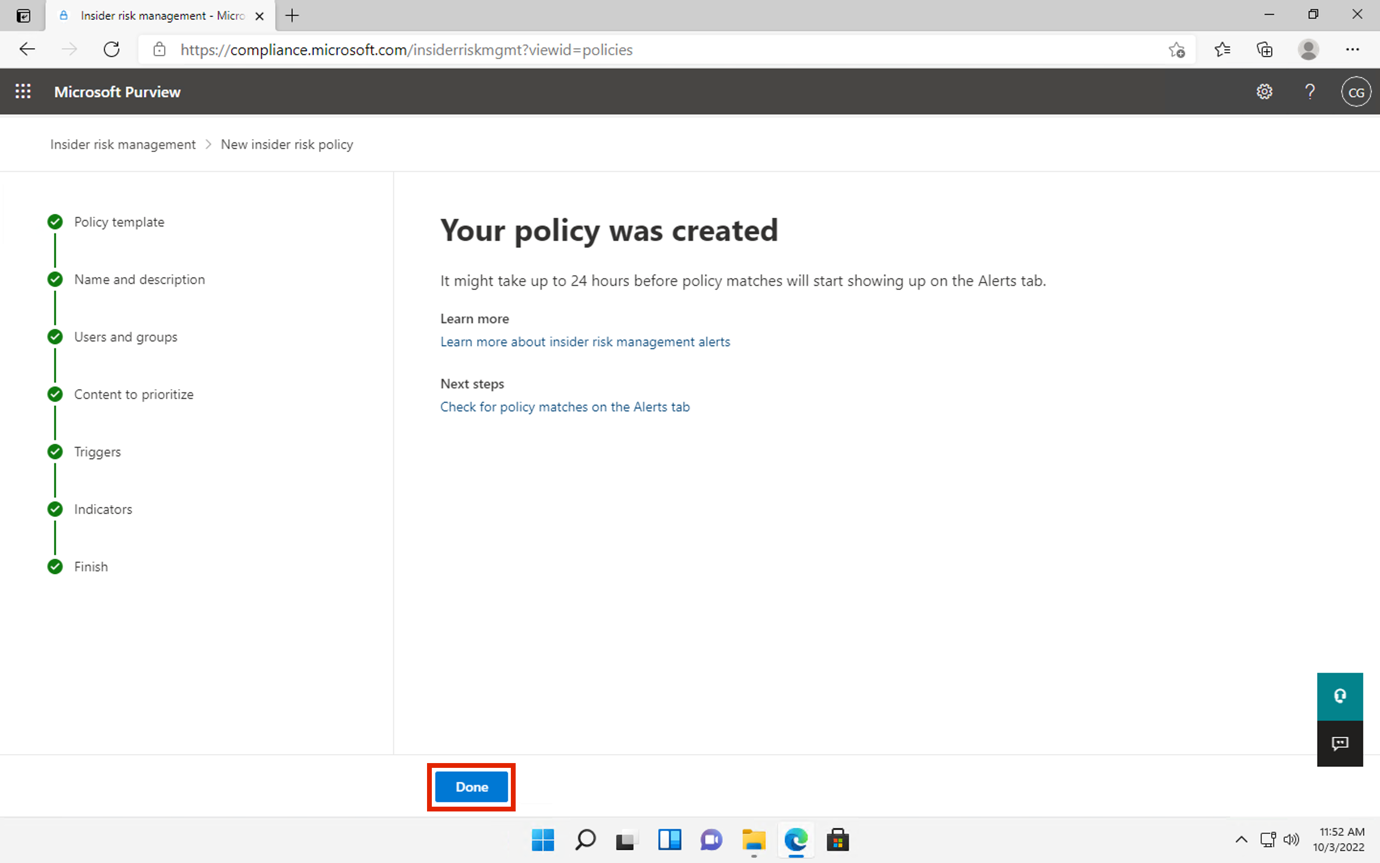 Insider risk management - Micro
https://compliance.microsoft.com/insiderriskmgmt?viewid=policies
Microsoft Purview
CG
Insider risk management > New insider risk policy
Policy template
Name and description
Users and groups
Content to prioritize
Triggers
Indicators
Finish
Your policy was created
It might take up to 24 hours before policy matches will start showing up on the Alerts tab.
Learn more
Learn more about insider risk management alerts
Next steps
Check for policy matches on the Alerts tab
Done
11:52 AM
10/3/2022